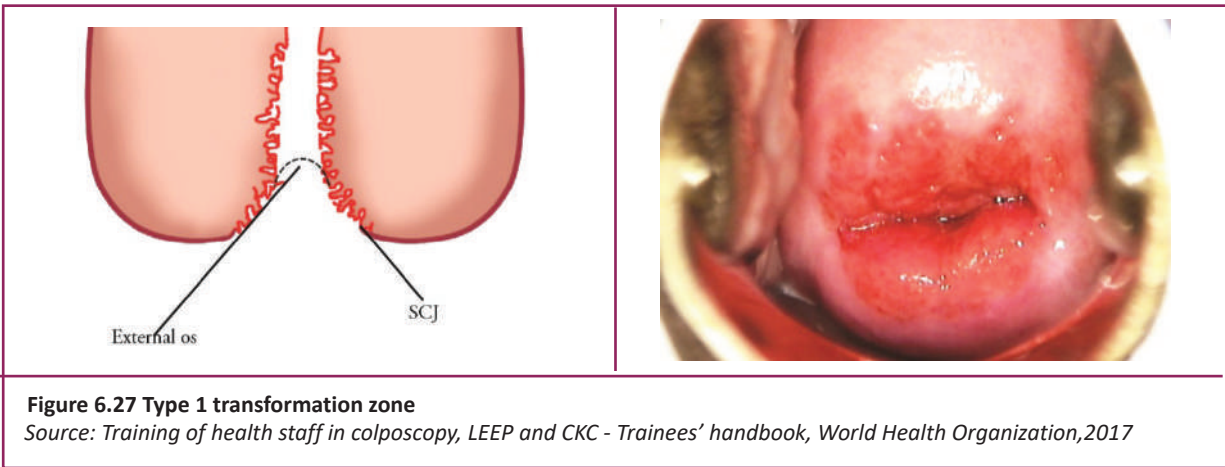 External os
SCJ
Figure 6.27 Type 1 transformation zone
Source: Training of health staff in colposcopy, LEEP and CKC - Trainees’ handbook, World Health Organization,2017